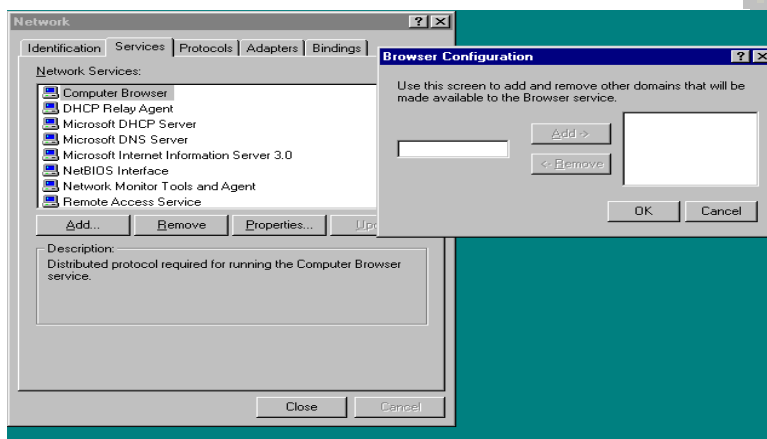 Network
Identification Services Protocols Adapters Bindings
Network Services:
Computer Browser
DHCP Relay Agent
Microsoft DHCP Server
Microsoft DNS Server
Microsoft Internet Information Server 3.0
NetBIOS Interface
Network Monitor Tools and Agent
Remote Access Service
Add... Remove Properties...
Description:
Distributed protocol required for running the Computer Browser
service.
Close Cancel
Browser Configuration
Use this screen to add and remove other domains that will be
made available to the Browser service.
Add ->
<- Remove
OK Cancel